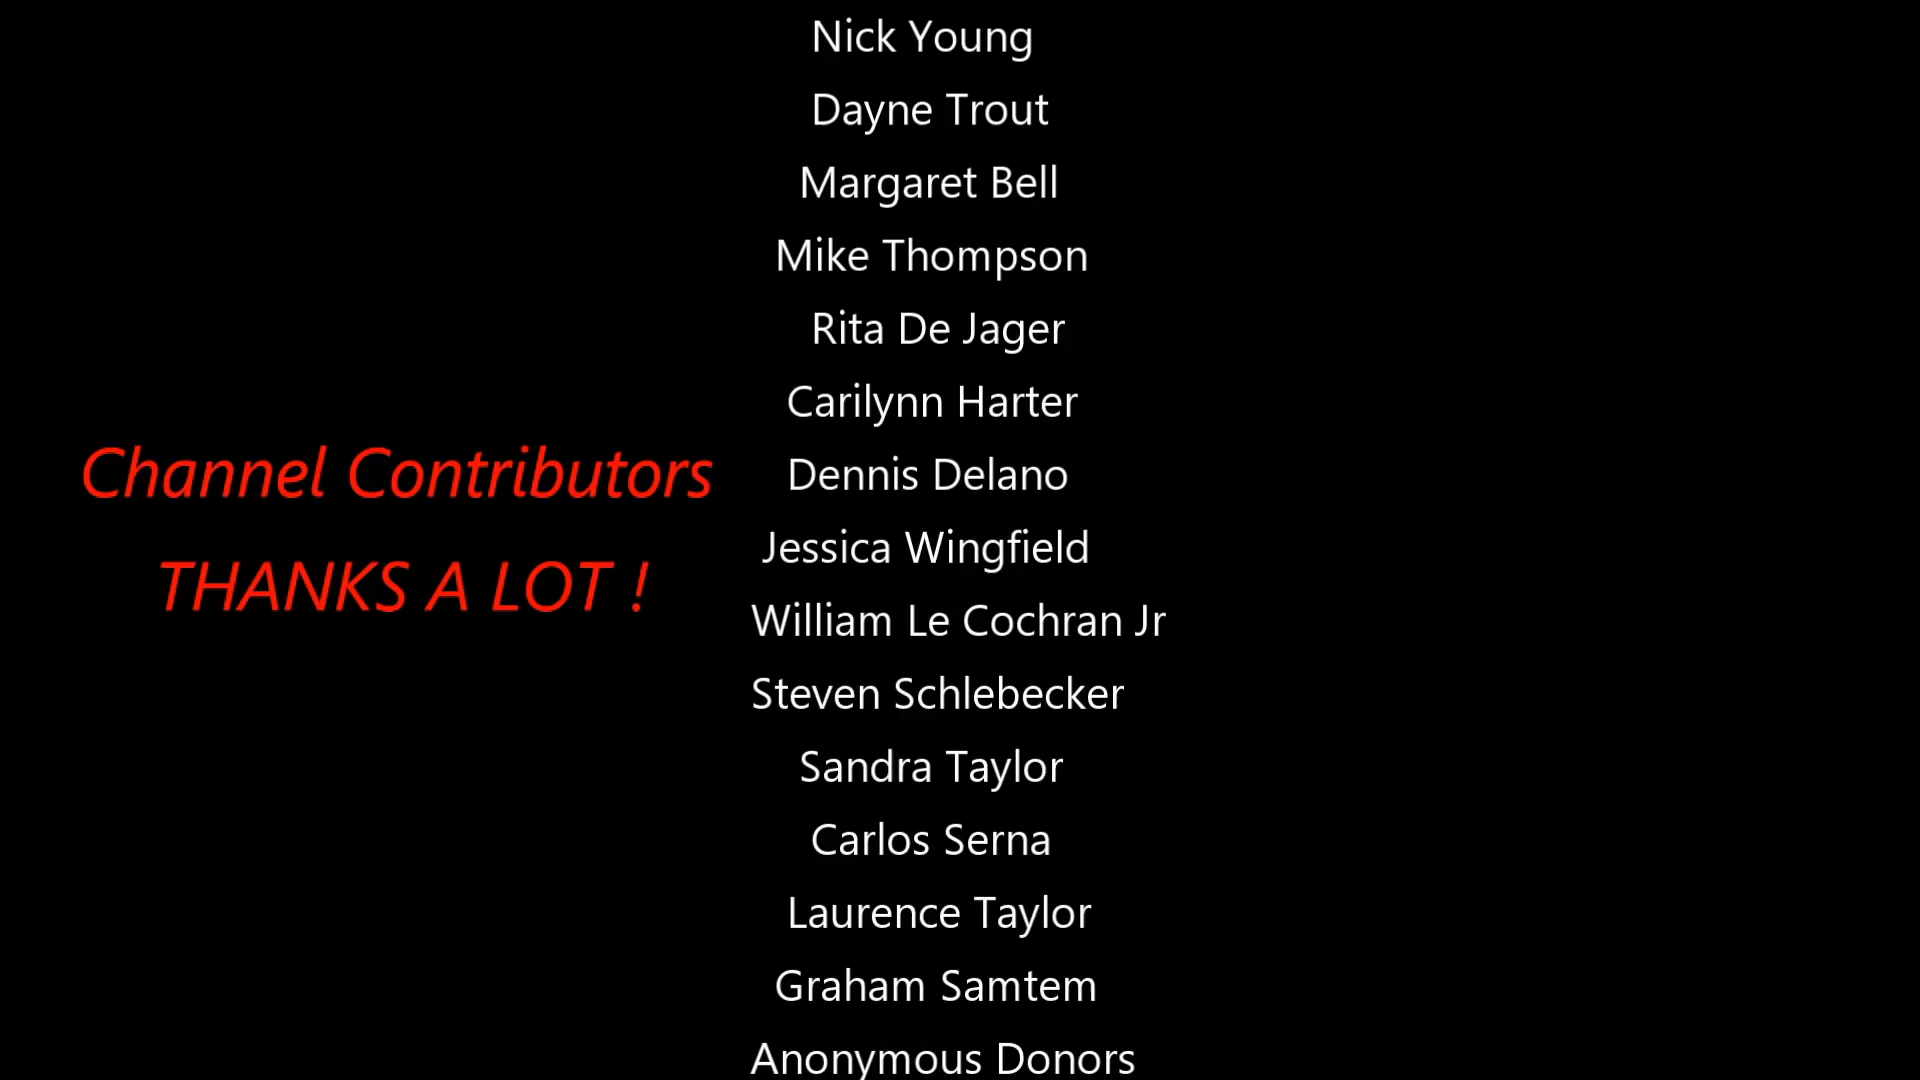 Channel Contributors
THANKS A LOT !
Nick Young
Dayne Trout
Margaret Bell
Mike Thompson
Rita De Jager
Carilynn Harter
Dennis Delano
Jessica Wingfield
William Le Cochran Jr
Steven Schlebecker
Sandra Taylor
Carlos Serna
Laurence Taylor
Graham Samtem
Anonymous Donors